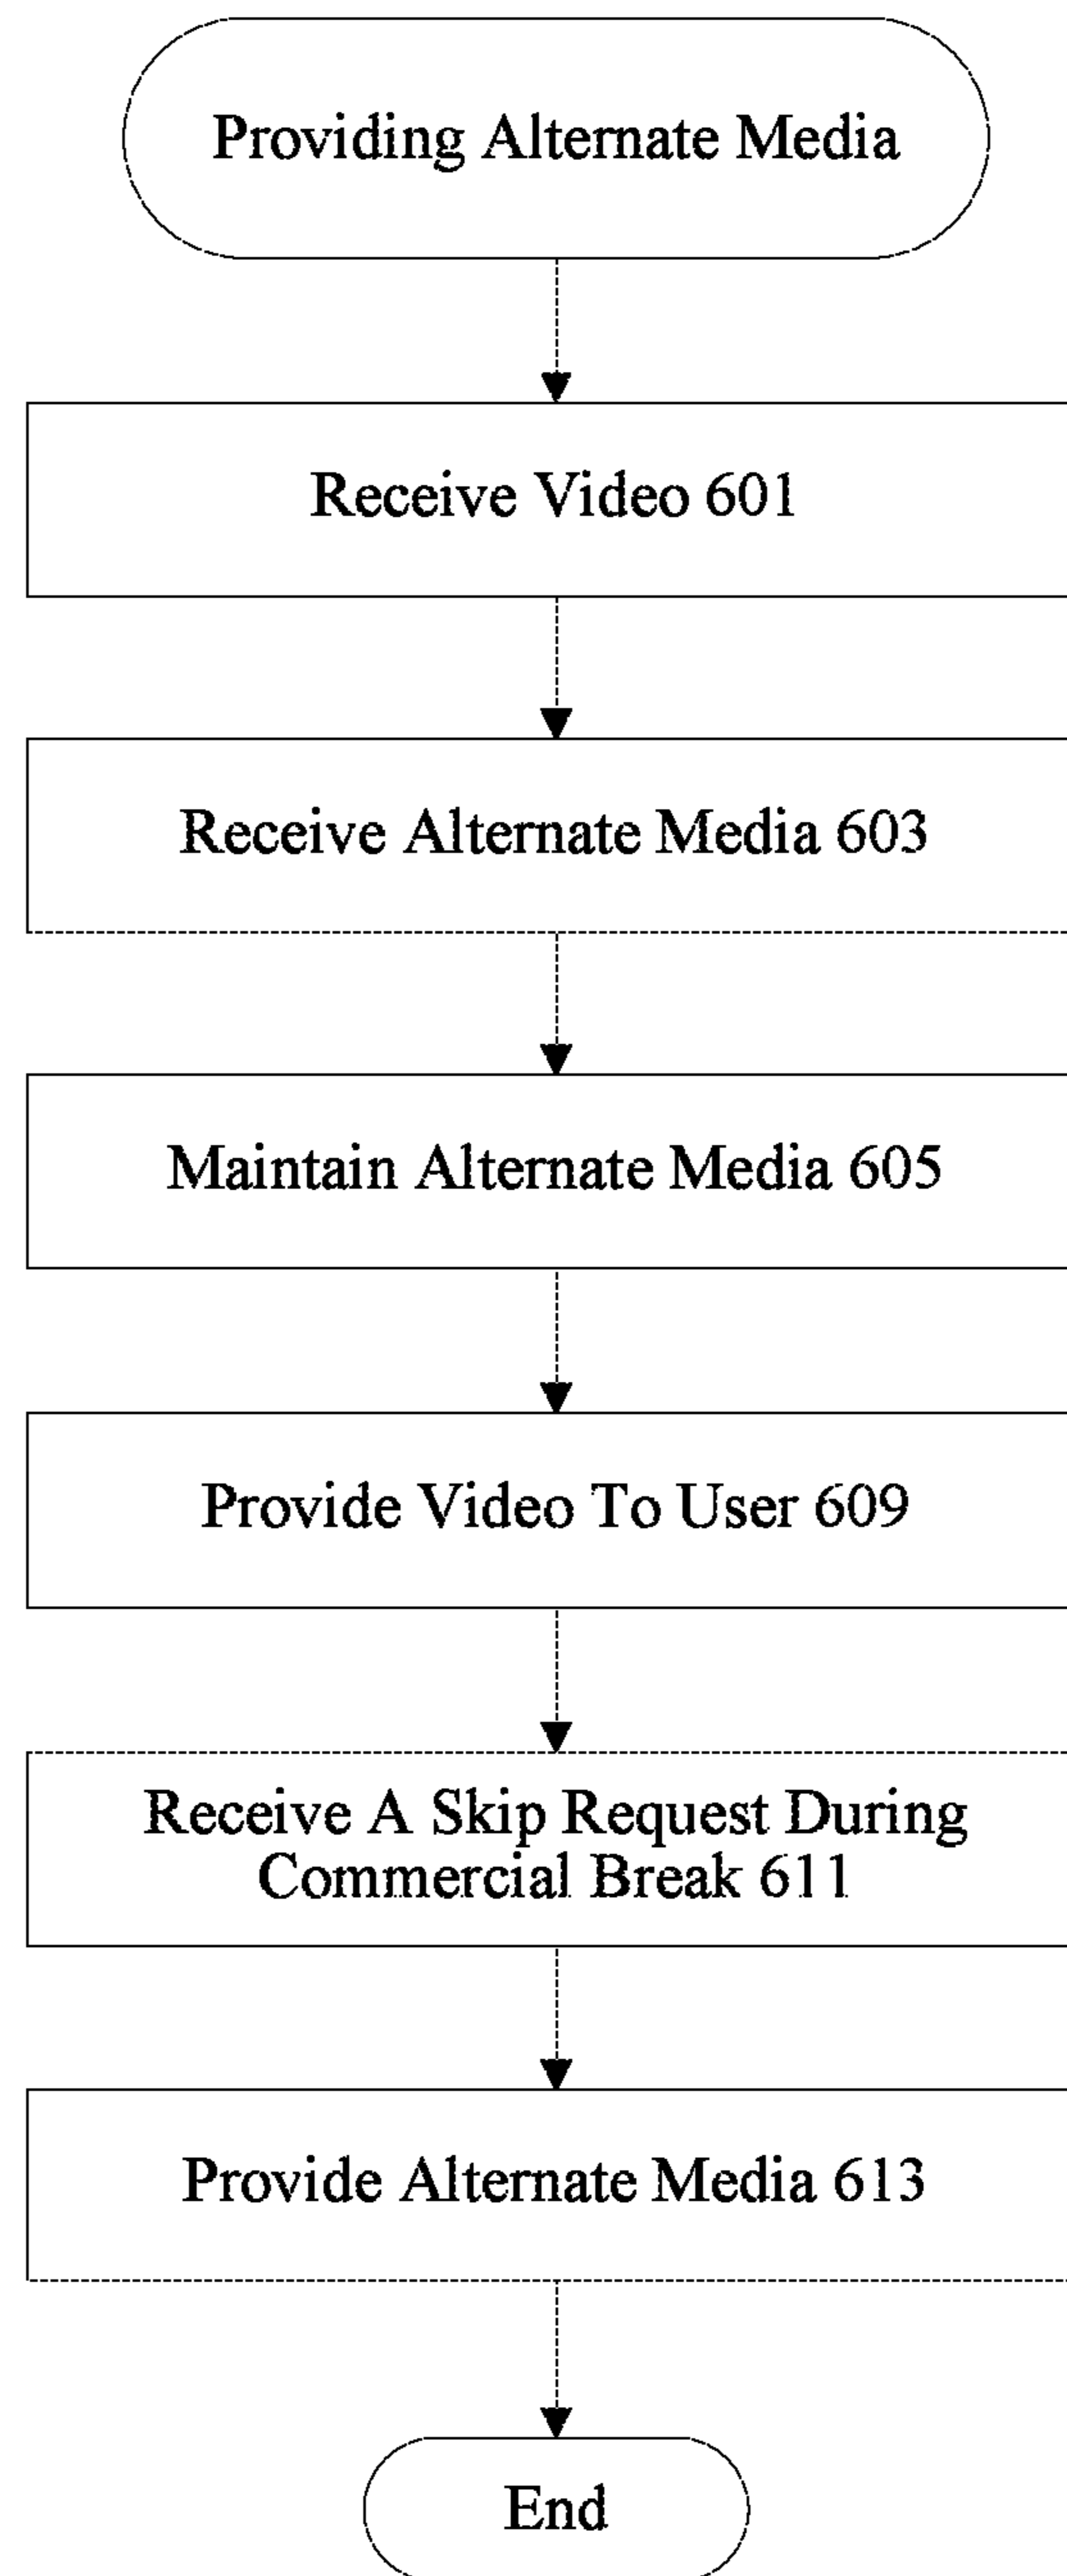 Providing Alternate Media
Receive Video 601
Receive Alternate Media 603
Maintain Alternate Media 605
Provide Video To User 609
Receive A Skip Request During
Commercial Break 611
Provide Alternate Media 613
End